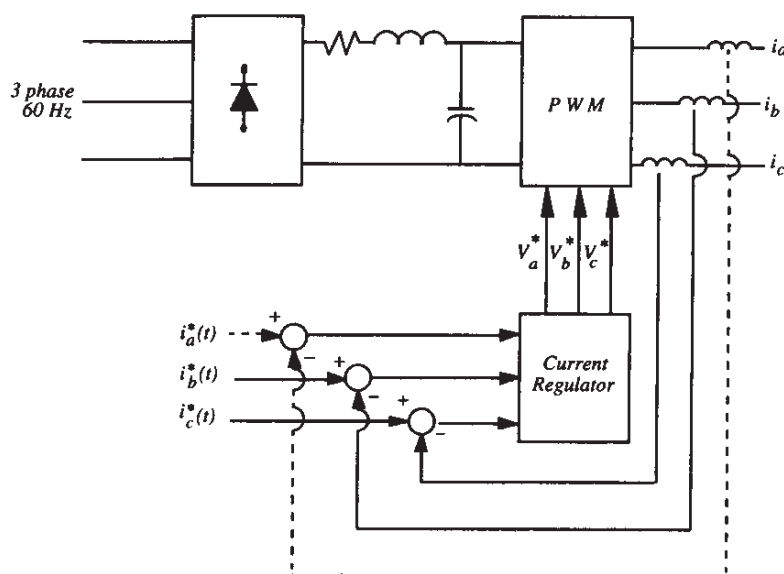 3 phase
60 Hz
P W M
i_a
i_b
i_c
V_a^* V_b^* V_c^*
i_a^*(t)
+
−
i_b^*(t)
+
−
i_c^*(t)
+
−
Current
Regulator